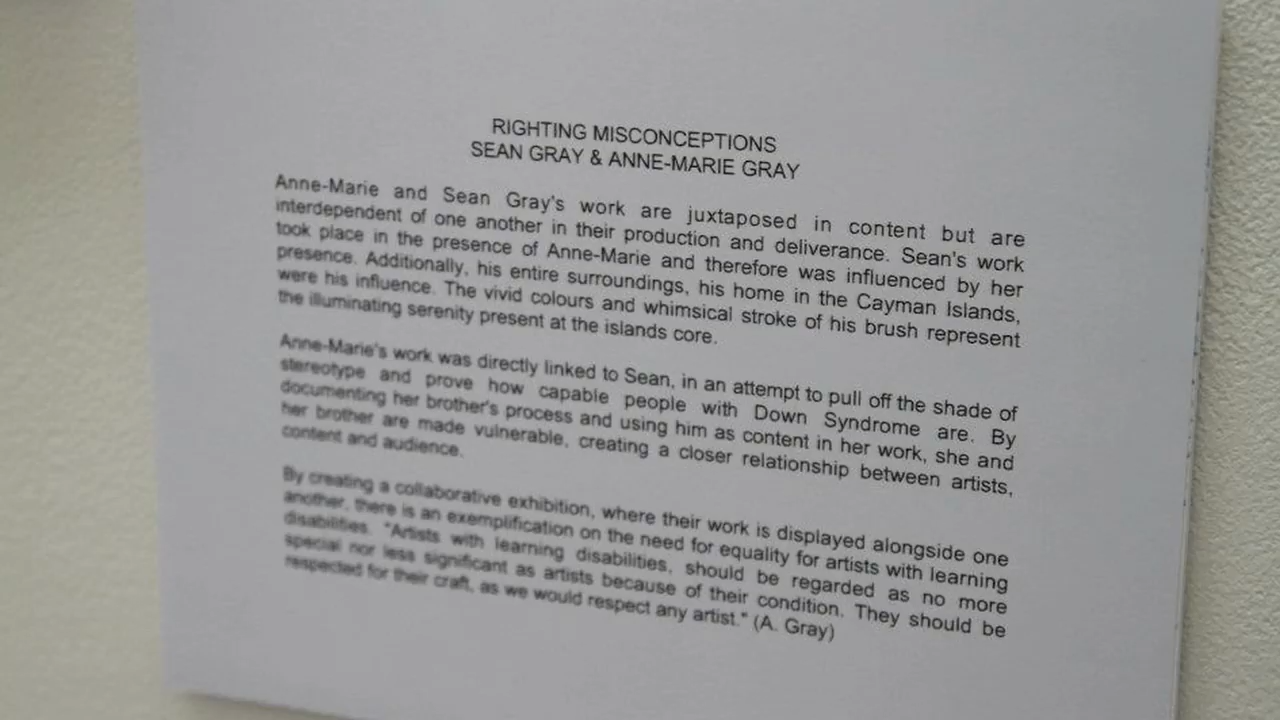 RIGHTING MISCONCEPTIONS
SEAN GRAY & ANNE-MARIE GRAY
Anne-Marie and Sean Gray's work are juxtaposed in content but are
interdependent of one another in their production and deliverance. Sean's work
took place in the presence of Anne-Marie and therefore was influenced by her
presence. Additionally, his entire surroundings, his home in the Cayman Islands,
were his influence. The vivid colours and whimsical stroke of his brush represent
the illuminating serenity present at the islands core.
Anne-Marie's work was directly linked to Sean, in an attempt to pull off the shade of
stereotype and prove how capable people with Down Syndrome are. By
documenting her brother's process and using him as content in her work, she and
her brother are made vulnerable, creating a closer relationship between artists,
content and audience.
By creating a collaborative exhibition, where their work is displayed alongside one
another, there is an exemplification on the need for equality for artists with learning
disabilities. "Artists with learning disabilities, should be regarded as no more
special nor less significant as artists because of their condition. They should be
respected for their craft, as we would respect any artist." (A. Gray)